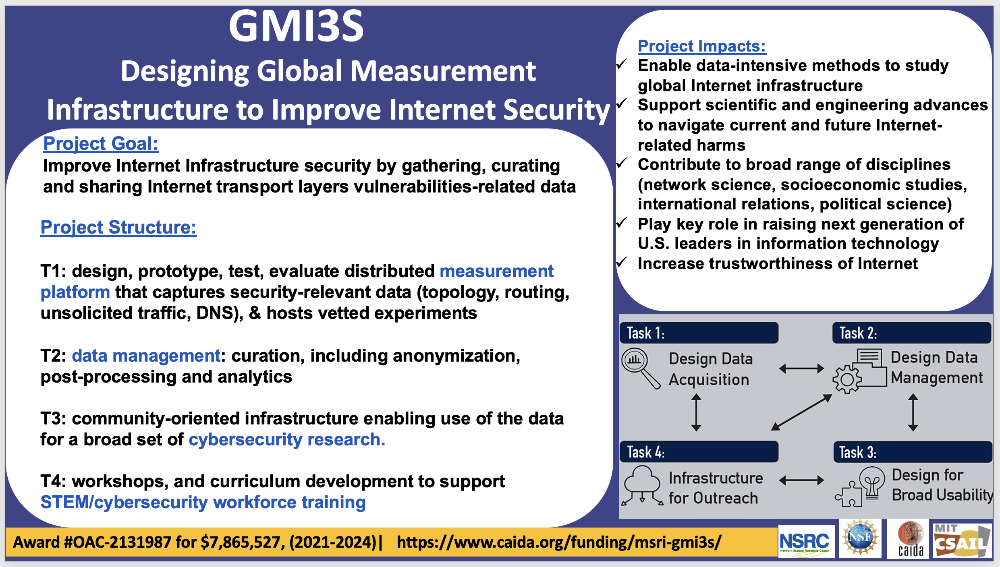 GMI3S
Designing Global Measurement
Infrastructure to Improve Internet Security
Project Goal:
Improve Internet Infrastructure security by gathering, curating
and sharing Internet transport layers vulnerabilities-related data
Project Structure:
T1: design, prototype, test, evaluate distributed measurement
platform that captures security-relevant data (topology, routing,
unsolicited traffic, DNS), & hosts vetted experiments
T2: data management: curation, including anonymization,
post-processing and analytics
T3: community-oriented infrastructure enabling use of the data
for a broad set of cybersecurity research.
T4: workshops, and curriculum development to support
STEM/cybersecurity workforce training
Project Impacts:
✓ Enable data-intensive methods to study
global Internet infrastructure
✓ Support scientific and engineering advances
to navigate current and future Internet-
related harms
✓ Contribute to broad range of disciplines
(network science, socioeconomic studies,
international relations, political science)
✓ Play key role in raising next generation of
U.S. leaders in information technology
✓ Increase trustworthiness of Internet
Task 1:
Design Data
Acquisition
Task 2:
Design Data
Management
Task 4:
Infrastructure
for Outreach
Task 3:
Design for
Broad Usability
Award #OAC-2131987 for $7,865,527, (2021-2024)| https://www.caida.org/funding/msri-gmi3s/
NSRC
Network Startup Resource Center
NSF
caida
MIT
CSAIL